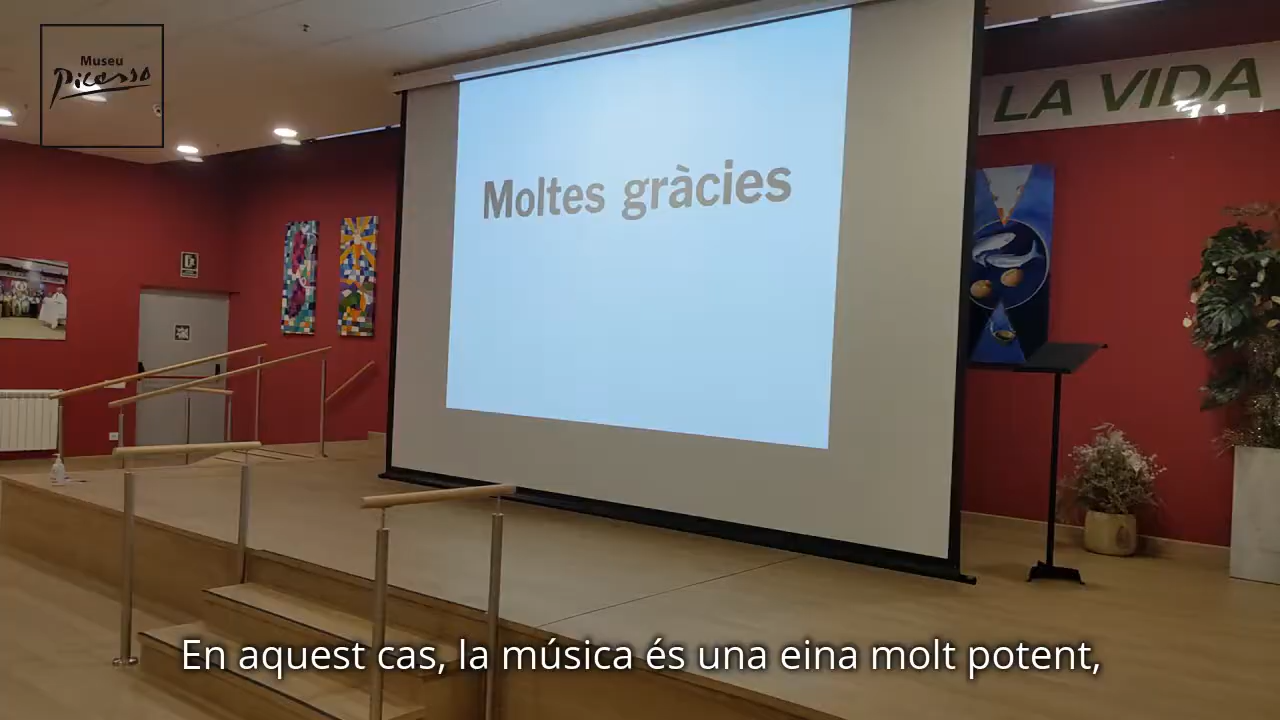 Museu
Picasso
LA VIDA
Moltes gràcies
En aquest cas, la música és una eina molt potent,